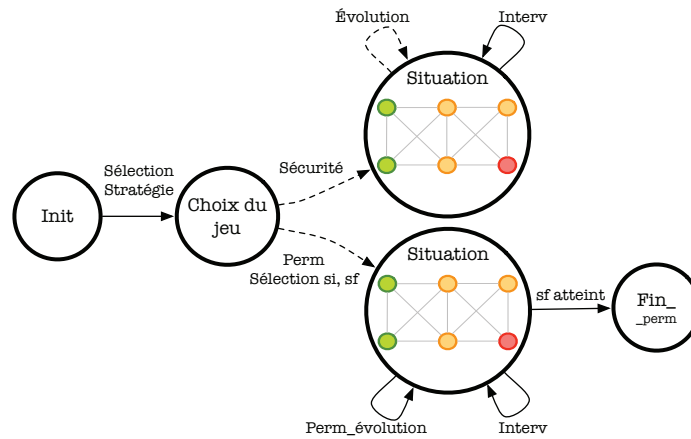 Évolution
Interv
Situation
Sélection
Stratégie
Sécurité
Init
Choix du
jeu
Perm
Sélection si, sf
Situation
sf atteint
Fin_
_perm
Perm_évolution
Interv